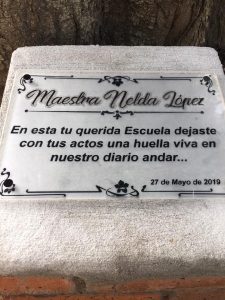 Maestra Nelda López
En esta tu querida Escuela dejaste
con tus actos una huella viva en
nuestro diario andar...
27 de Mayo de 2019